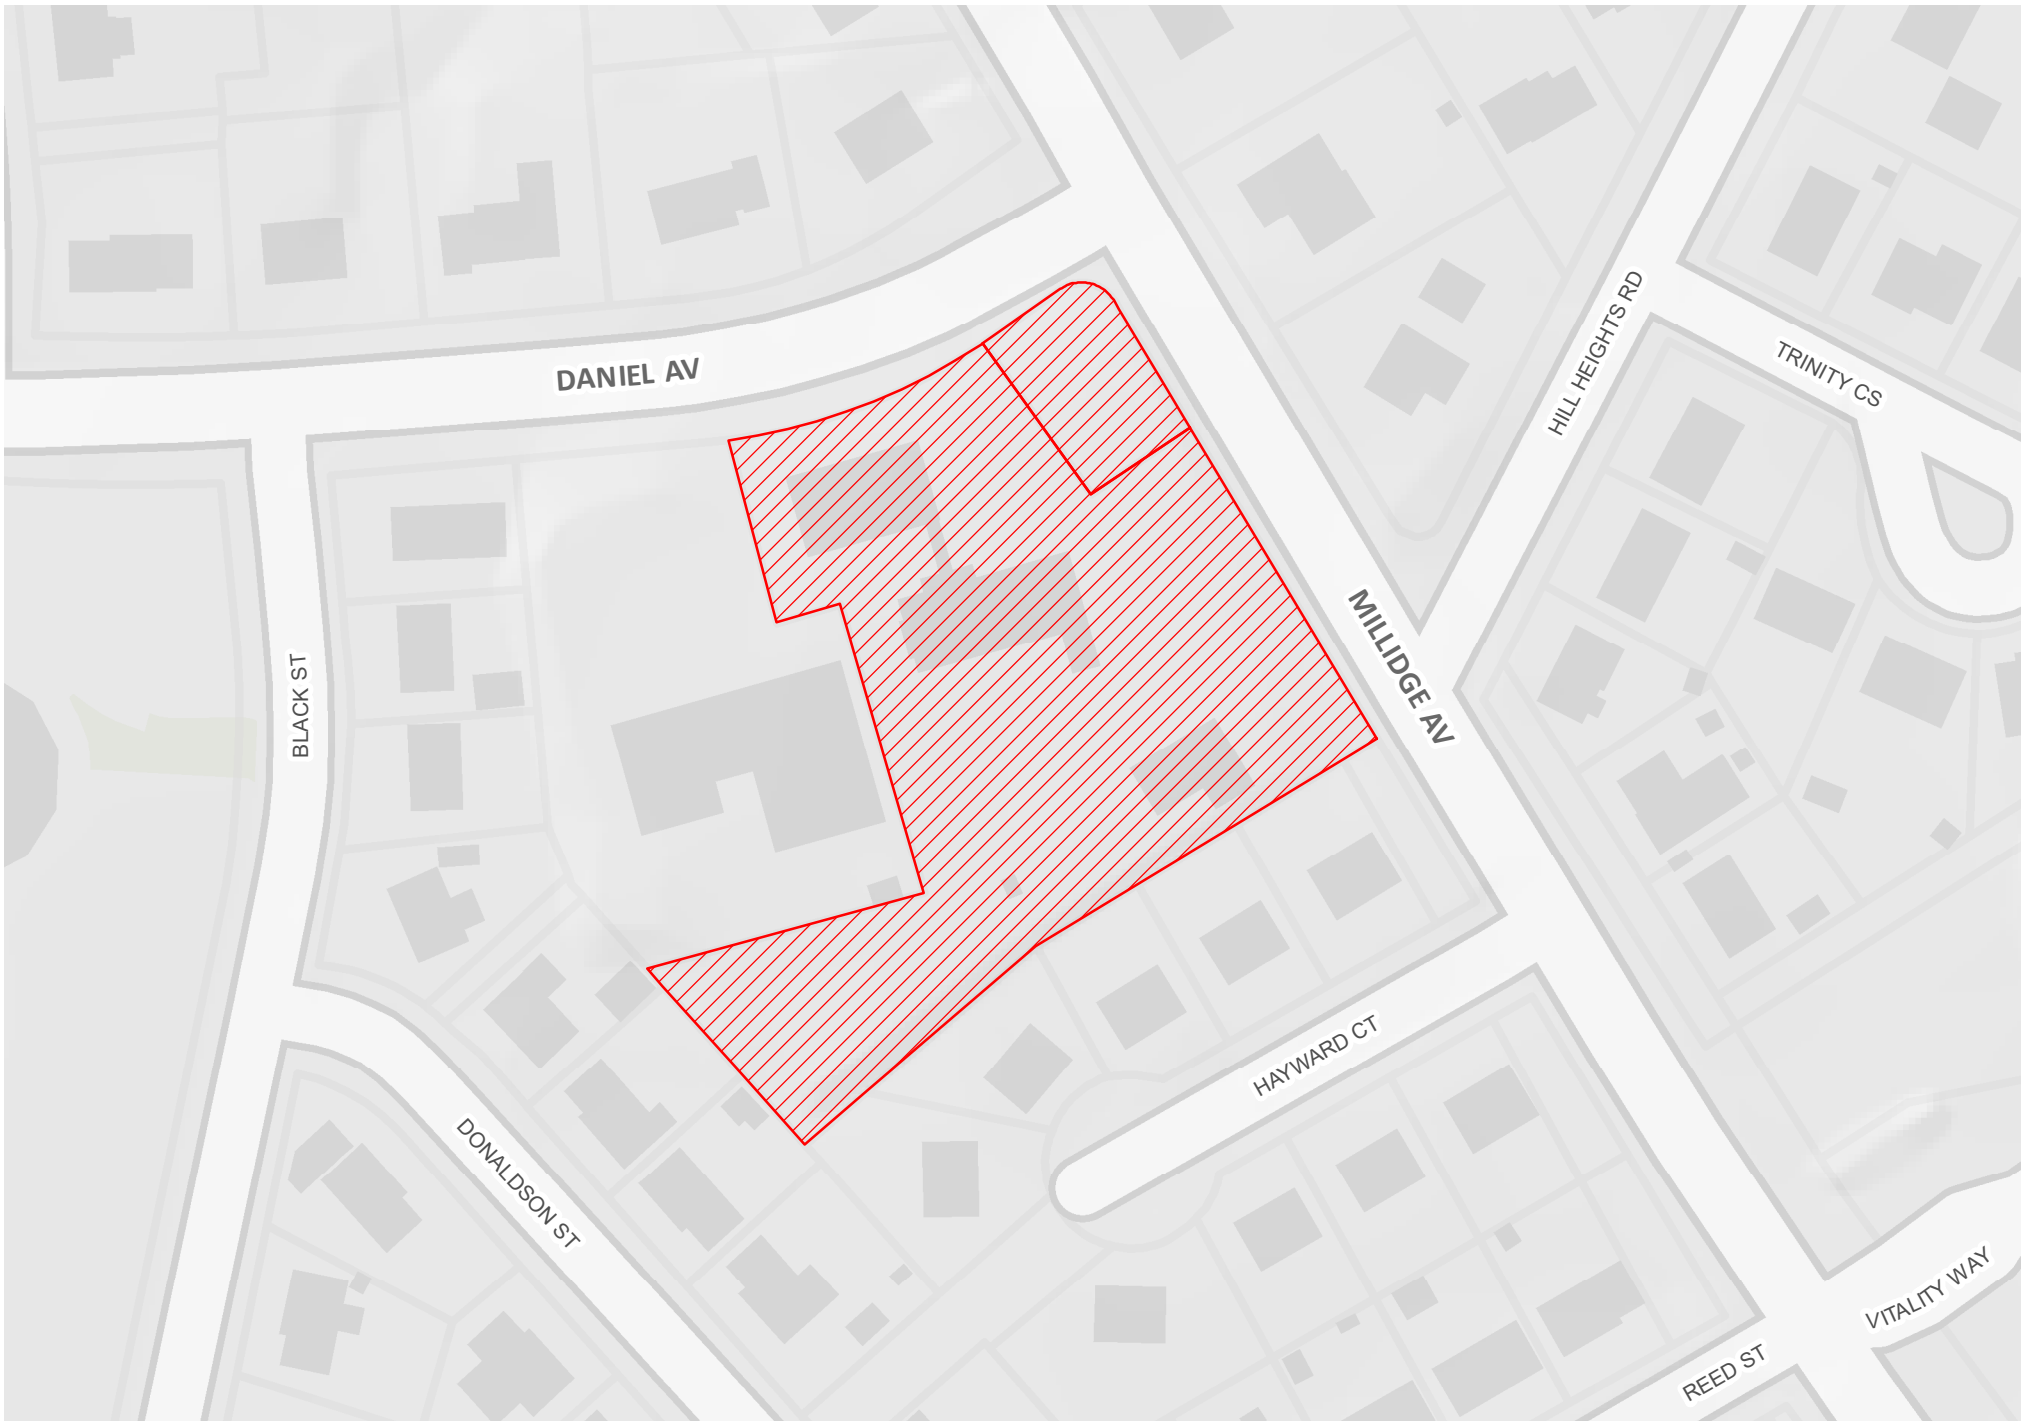 HILL HEIGHTS RD
TRINITY CS
DANIEL AV
MILLIDGE AV
BLACK ST
HAYWARD CT
DONALDSON ST
VITALITY WAY
REED ST